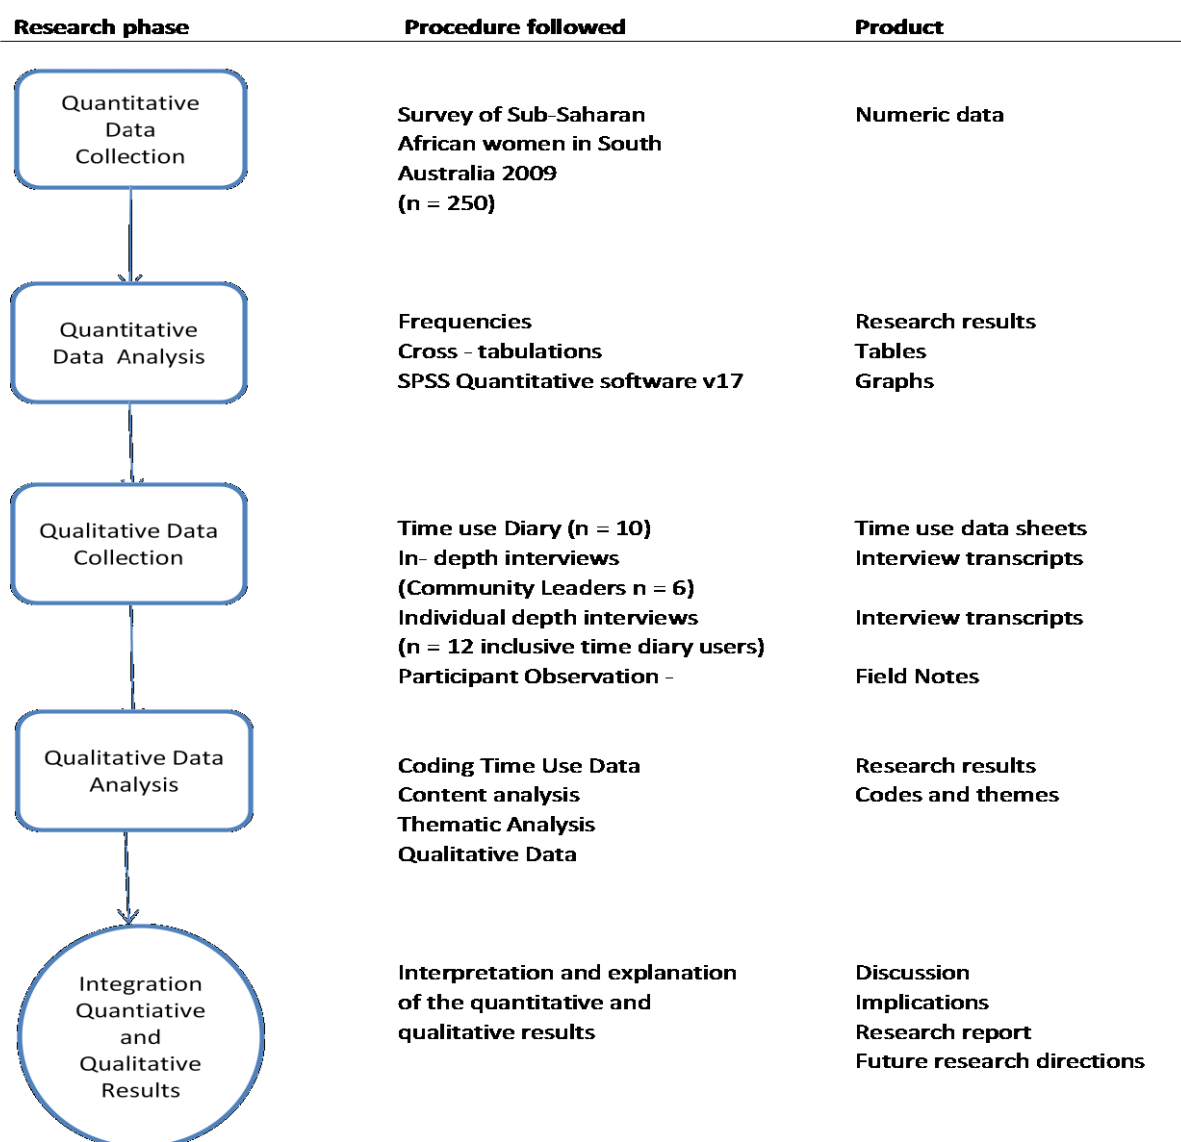 Research phase Procedure followed Product
Quantitative
Data
Collection
Survey of Sub-Saharan
African women in South
Australia 2009
(n = 250)
Numeric data
Quantitative
Data Analysis
Frequencies
Cross - tabulations
SPSS Quantitative software v17
Research results
Tables
Graphs
Qualitative Data
Collection
Time use Diary (n = 10)
In- depth interviews
(Community Leaders n = 6)
Individual depth interviews
(n = 12 inclusive time diary users)
Participant Observation -
Time use data sheets
Interview transcripts
Interview transcripts
Field Notes
Qualitative Data
Analysis
Coding Time Use Data
Content analysis
Thematic Analysis
Qualitative Data
Research results
Codes and themes
Integration
Quantiative
and
Qualitative
Results
Interpretation and explanation
of the quantitative and
qualitative results
Discussion
Implications
Research report
Future research directions